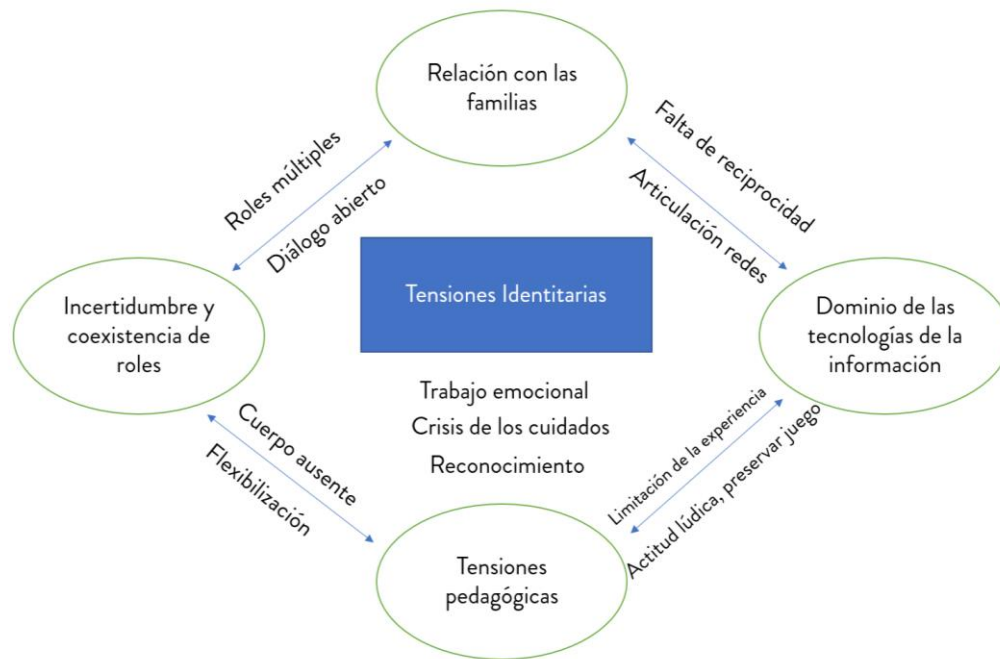 Relación con las
familias
Roles múltiples
Diálogo abierto
Falta de reciprocidad
Articulación redes
Tensiones Identitarias
Incertidumbre y
coexistencia de
roles
Dominio de las
tecnologías de la
información
Trabajo emocional
Crisis de los cuidados
Reconocimiento
Cuerpo ausente
Flexibilización
Limitación de la experiencia
Actitud lúdica, preservar juego
Tensiones
pedagógicas